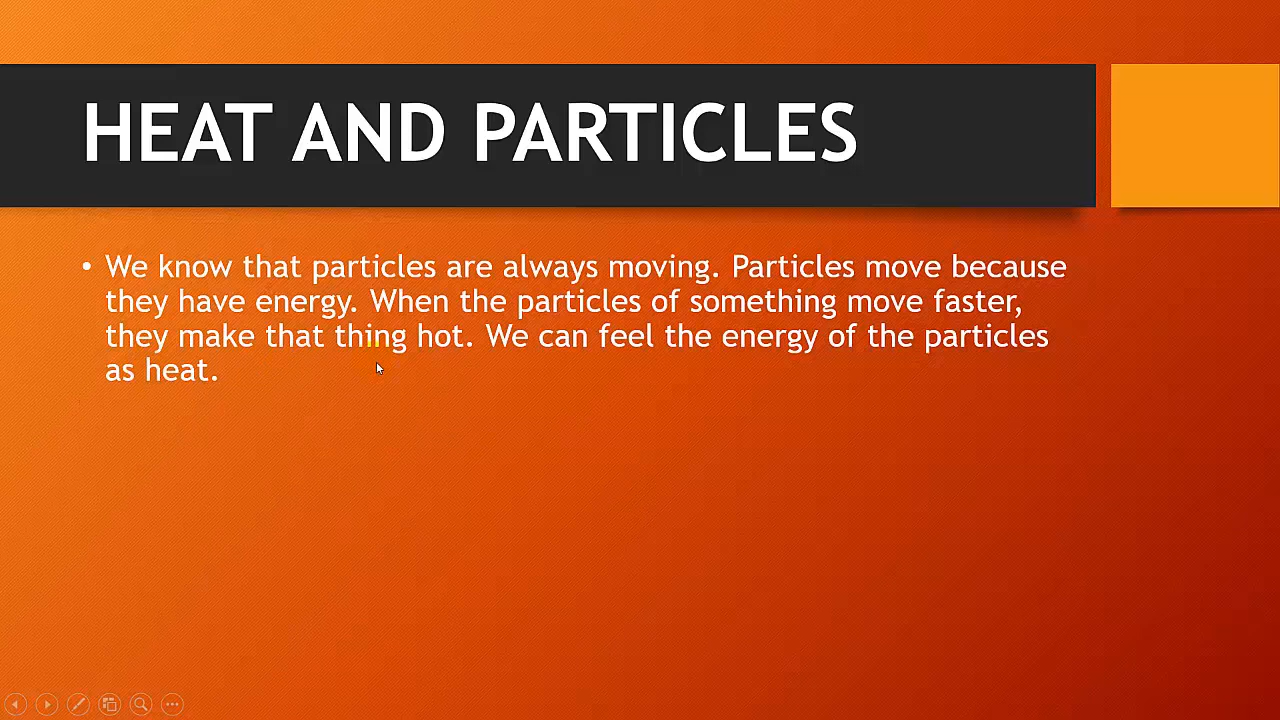 HEAT AND PARTICLES
• We know that particles are always moving. Particles move because
they have energy. When the particles of something move faster,
they make that thing hot. We can feel the energy of the particles
as heat.